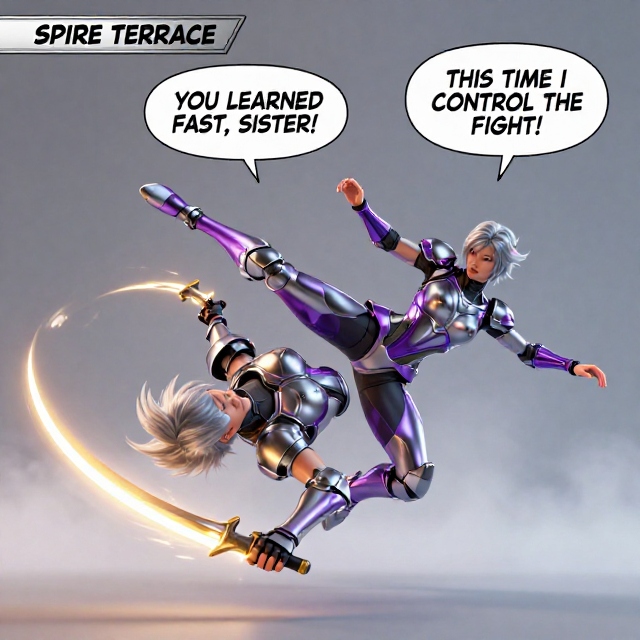 SPIRE TERRACE
YOU LEARNED
FAST, SISTER!
THIS TIME I
CONTROL THE
FIGHT!